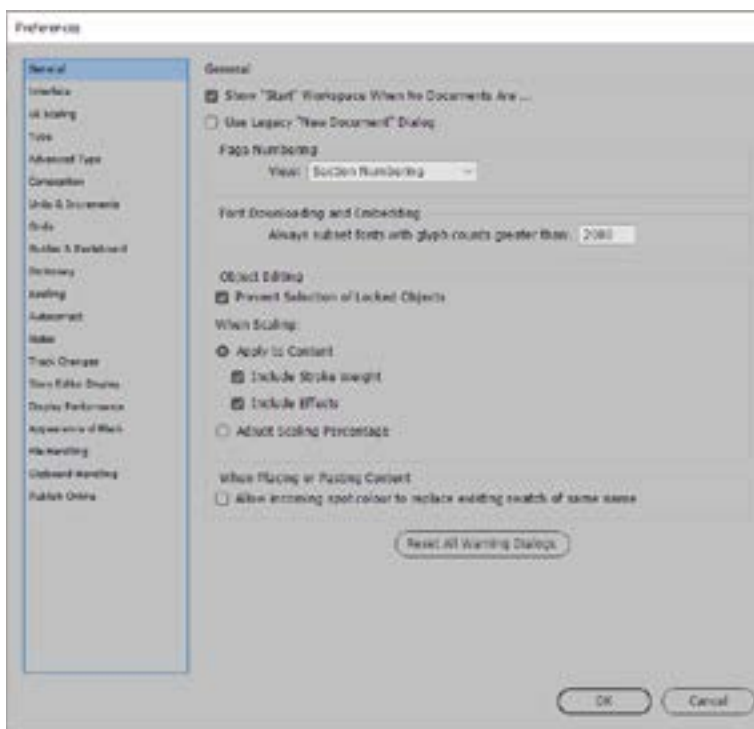 Preferences
General
Interface
UI Scaling
Type
Advanced Type
Composition
Units & Increments
Grids
Guides & Pasteboard
Dictionary
Spelling
Autocorrect
Notes
Track Changes
Story Editor Display
Display Performance
Appearance of Black
File Handling
Clipboard Handling
Publish Online
General
Show "Start" Workspace When No Documents Are ...
Use Legacy "New Document" Dialog
Page Numbering
View: Section Numbering
Font Downloading and Embedding
Always subset fonts with glyph counts greater than: 2000
Object Editing
Prevent Selection of Locked Objects
When Scaling:
Apply to Content
Include Stroke Weight
Include Effects
Adjust Scaling Percentage
When Placing or Pasting Content
Allow incoming spot colour to replace existing swatch of same name
Reset All Warning Dialogs
OK Cancel